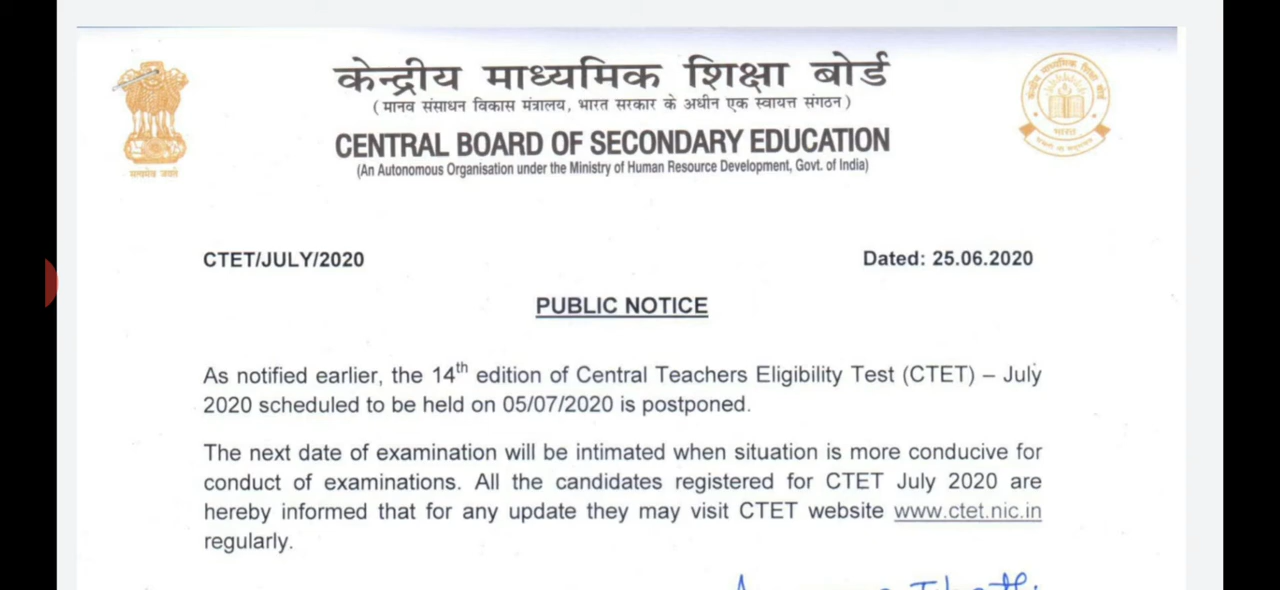 केन्द्रीय माध्यमिक शिक्षा बोर्ड
(मानव संसाधन विकास मंत्रालय, भारत सरकार के अधीन एक स्वायत्त संगठन)
CENTRAL BOARD OF SECONDARY EDUCATION
(An Autonomous Organisation under the Ministry of Human Resource Development, Govt. of India)
सत्यमेव जयते
केन्द्रीय माध्यमिक शिक्षा बोर्ड
भारत
CTET/JULY/2020 Dated: 25.06.2020
PUBLIC NOTICE
As notified earlier, the 14th edition of Central Teachers Eligibility Test (CTET) – July
2020 scheduled to be held on 05/07/2020 is postponed.
The next date of examination will be intimated when situation is more conducive for
conduct of examinations. All the candidates registered for CTET July 2020 are
hereby informed that for any update they may visit CTET website www.ctet.nic.in
regularly.